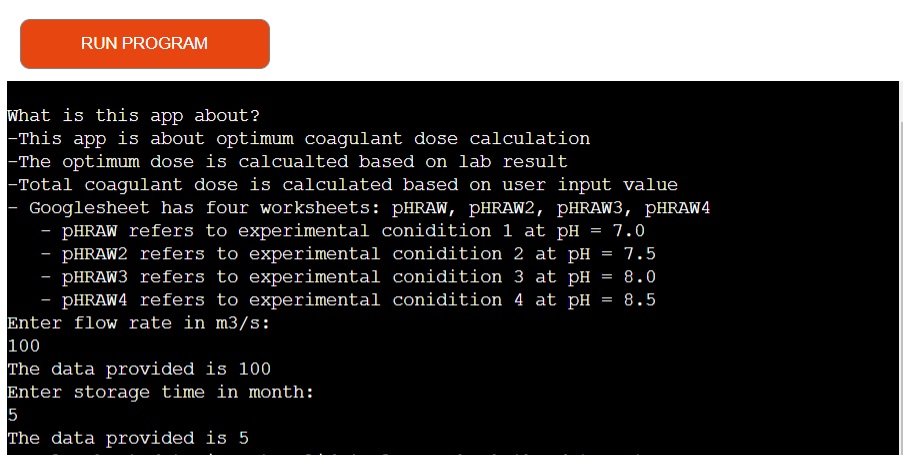 RUN PROGRAM
What is this app about?
-This app is about optimum coagulant dose calculation
-The optimum dose is calcualted based on lab result
-Total coagulant dose is calculated based on user input value
- Googlesheet has four worksheets: pHRAW, pHRAW2, pHRAW3, pHRAW4
- pHRAW refers to experimental conidition 1 at pH = 7.0
- pHRAW2 refers to experimental conidition 2 at pH = 7.5
- pHRAW3 refers to experimental conidition 3 at pH = 8.0
- pHRAW4 refers to experimental conidition 4 at pH = 8.5
Enter flow rate in m3/s:
100
The data provided is 100
Enter storage time in month:
5
The data provided is 5